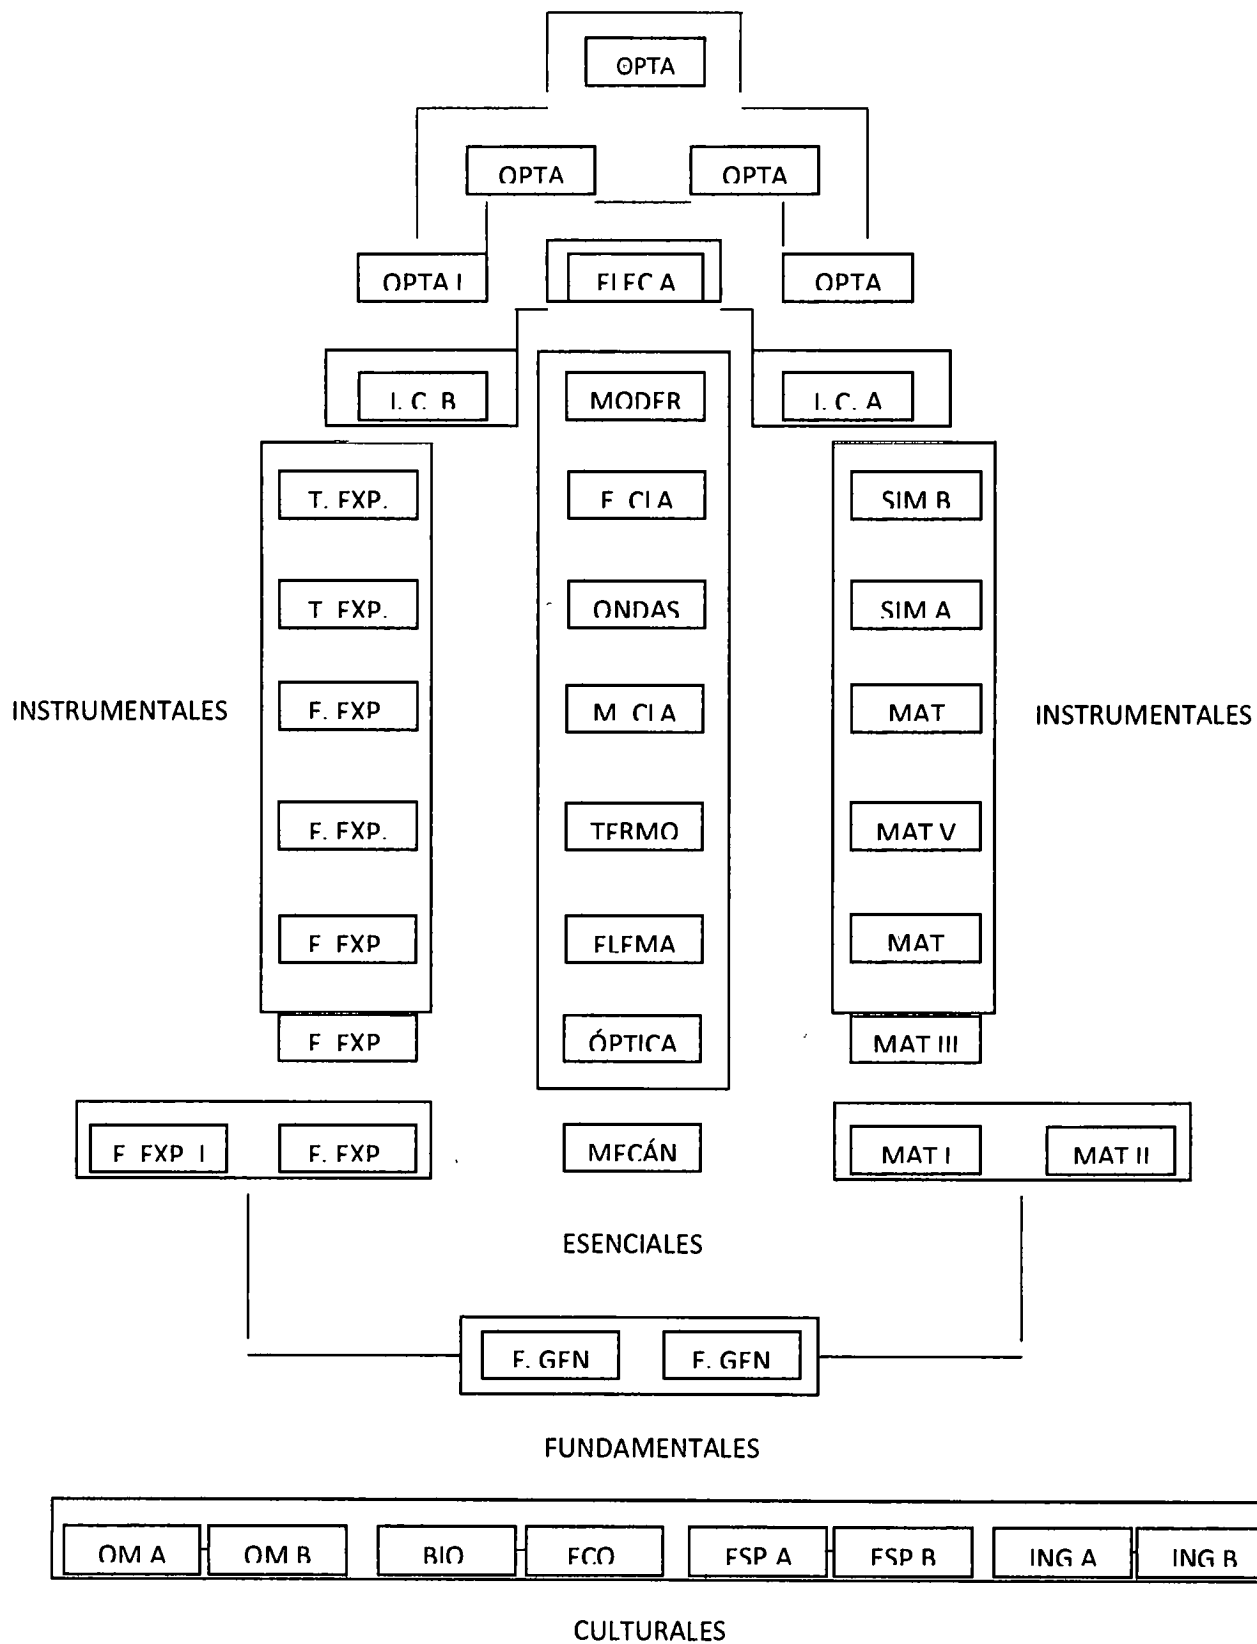 OPTA
OPTA OPTA
OPTA I ELEC A OPTA
I. C. B MODER I. C. A
T. EXP. E. CLA SIM B
T. EXP. ONDAS SIM A
INSTRUMENTALES F. EXP M. CLA MAT INSTRUMENTALES
F. EXP. TERMO MAT V
F. EXP ELEMA MAT
F. EXP ÓPTICA MAT III
F. EXP I F. EXP MECÁN MAT I MAT II
ESENCIALES
F. GEN F. GEN
FUNDAMENTALES
OM A OM B BIO ECO ESP A ESP B ING A ING B
CULTURALES